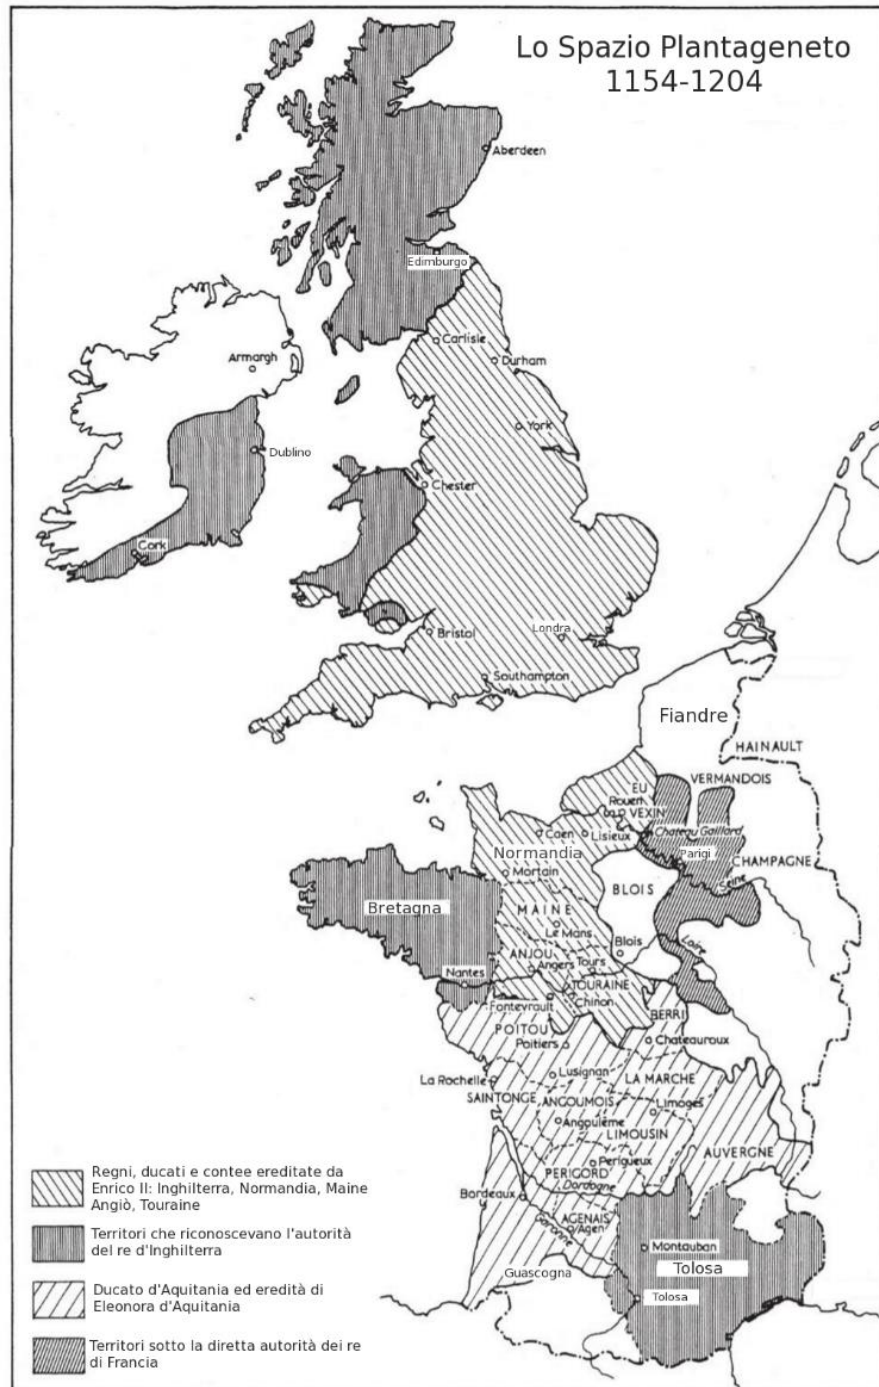 Lo Spazio Plantageneto
1154-1204
Aberdeen
Edimburgo
Carlisle
Armargh
Durham
York
Dublino
Chester
Cork
Bristol
Londra
Southampton
Fiandre
HAINAULT
VERMANDOIS
EU
Rouen
VEXIN
Caen
Lisieux
Chateau Gaillard
Normandia
Parigi
CHAMPAGNE
Mortain
Seine
BLOIS
Bretagna
MAINE
Le Mans
Blois
Loire
ANJOU
Angers
Tours
Nantes
TOURAINE
Chinon
Fontevrault
BERRI
POITOU
Poitiers
Chateauroux
La Rochelle
Lusignan
LA MARCHE
SAINTONGE
ANGOUMOIS
Limoges
Angoulème
LIMOUSIN
AUVERGNE
Perigueux
PERIGORD
Dordogne
Bordeaux
AGENAIS
Agen
Garonne
Montauban
Tolosa
Guascogna
Tolosa
Regni, ducati e contee ereditate da
Enrico II: Inghilterra, Normandia, Maine
Angiò, Touraine
Territori che riconoscevano l'autorità
del re d'Inghilterra
Ducato d'Aquitania ed eredità di
Eleonora d'Aquitania
Territori sotto la diretta autorità dei re
di Francia